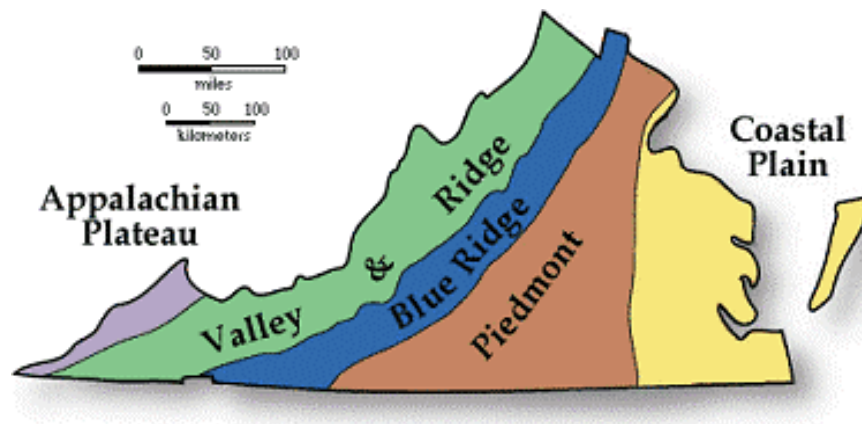 0 50 100
miles
0 50 100
kilometers
Appalachian
Plateau
Valley & Ridge
Blue Ridge
Piedmont
Coastal
Plain